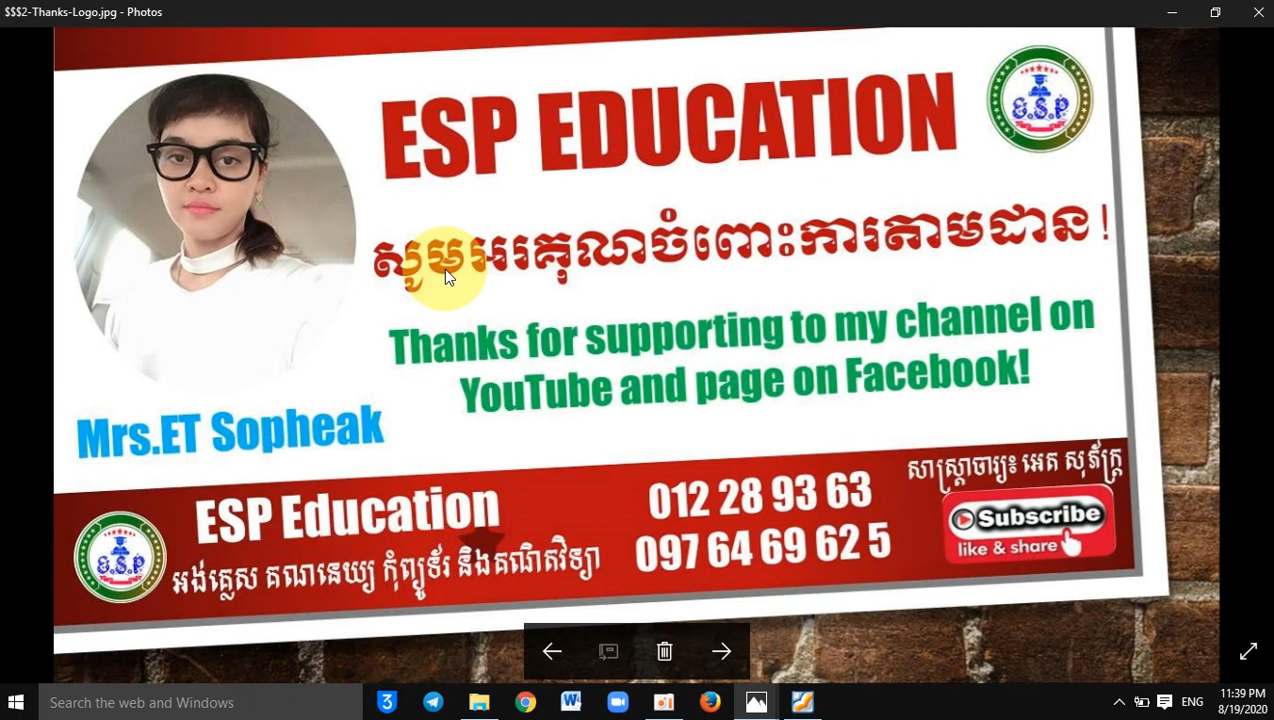 $$$2-Thanks-Logo.jpg - Photos
ESP EDUCATION
E.S.P
សូមអរគុណចំពោះការតាមដាន!
Thanks for supporting to my channel on
YouTube and page on Facebook!
Mrs.ET Sopheak
សាស្ត្រាចារ្យ៖ អេត សុភ័ក្ត្រ
ESP Education
012 28 93 63
Subscribe
097 64 69 62 5
like & share
E.S.P
អង់គ្លេស គណនេយ្យ កុំព្យូទ័រ និងគណិតវិទ្យា
Search the web and Windows
ENG
11:39 PM
8/19/2020